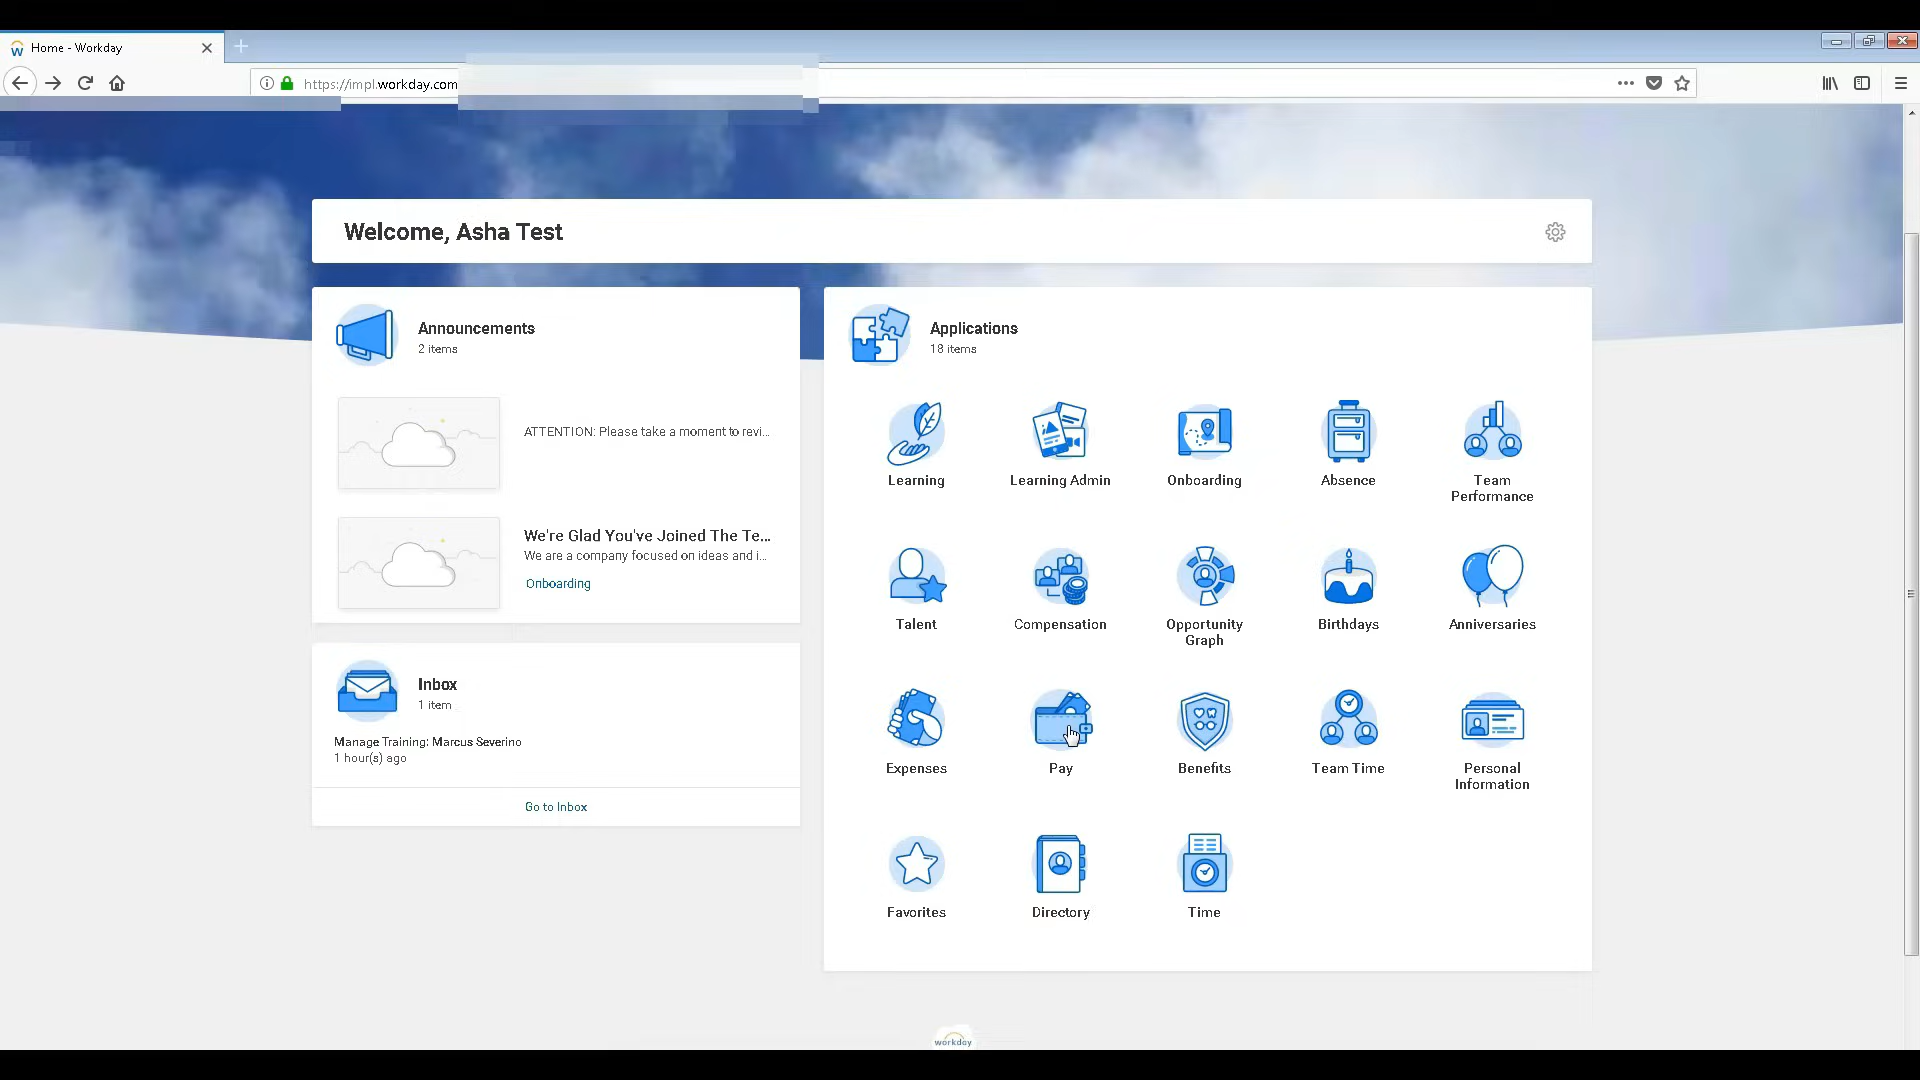 Home - Workday
https://impl.workday.com
Welcome, Asha Test
Announcements
2 items
ATTENTION: Please take a moment to revi...
We're Glad You've Joined The Te...
We are a company focused on ideas and i...
Onboarding
Inbox
1 item
Manage Training: Marcus Severino
1 hour(s) ago
Go to Inbox
Applications
18 items
Learning
Learning Admin
Onboarding
Absence
Team
Performance
Talent
Compensation
Opportunity
Graph
Birthdays
Anniversaries
Expenses
Pay
Benefits
Team Time
Personal
Information
Favorites
Directory
Time
workday